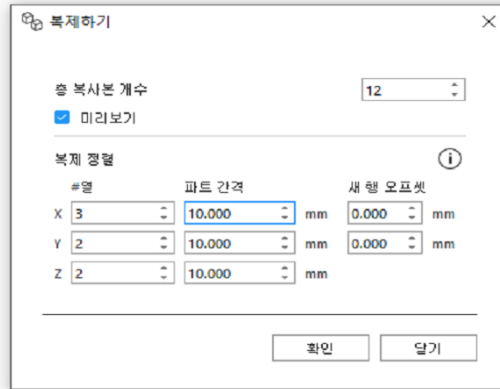 복제하기
총 복사본 개수 12
미리보기
복제 정렬
#열 파트 간격 새 행 오프셋
X 3 10.000 mm 0.000 mm
Y 2 10.000 mm 0.000 mm
Z 2 10.000 mm
확인 닫기